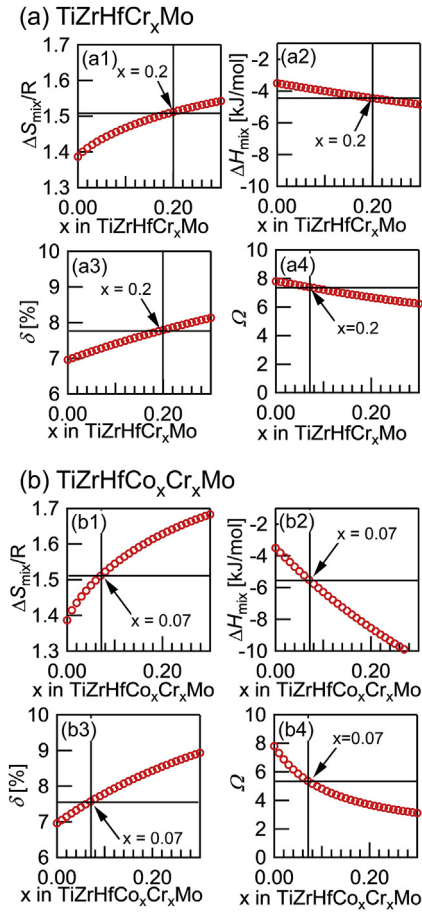 (a) TiZrHfCrₓMo
(a1)
x = 0.2
ΔSmix/R
1.7
1.6
1.5
1.4
1.3
0.00
0.20
x in TiZrHfCrₓMo
(a2)
x = 0.2
ΔHmix [kJ/mol]
-2
-4
-6
-8
-10
0.00
0.20
x in TiZrHfCrₓMo
(a3)
x = 0.2
δ [%]
10
9
8
7
6
0.00
0.20
x in TiZrHfCrₓMo
(a4)
x=0.2
Ω
10
8
6
4
2
0
0.00
0.20
x in TiZrHfCrₓMo
(b) TiZrHfCoₓCrₓMo
(b1)
x = 0.07
ΔSmix/R
1.7
1.6
1.5
1.4
1.3
0.00
0.20
x in TiZrHfCoₓCrₓMo
(b2)
x = 0.07
ΔHmix [kJ/mol]
-2
-4
-6
-8
-10
0.00
0.20
x in TiZrHfCoₓCrₓMo
(b3)
x = 0.07
δ [%]
10
9
8
7
6
0.00
0.20
x in TiZrHfCoₓCrₓMo
(b4)
x=0.07
Ω
10
8
6
4
2
0
0.00
0.20
x in TiZrHfCoₓCrₓMo